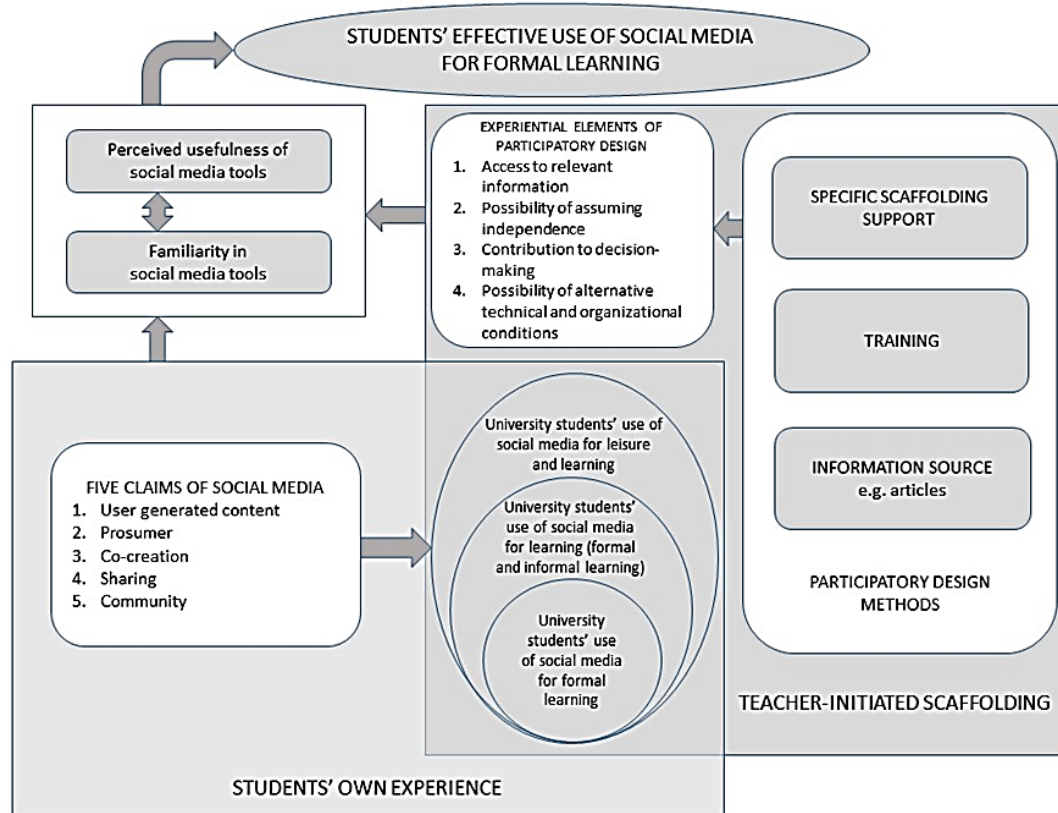 STUDENTS' EFFECTIVE USE OF SOCIAL MEDIA
FOR FORMAL LEARNING
Perceived usefulness of
social media tools
Familiarity in
social media tools
EXPERIENTIAL ELEMENTS OF
PARTICIPATORY DESIGN
1. Access to relevant
information
2. Possibility of assuming
independence
3. Contribution to decision-
making
4. Possibility of alternative
technical and organizational
conditions
SPECIFIC SCAFFOLDING
SUPPORT
TRAINING
INFORMATION SOURCE
e.g. articles
PARTICIPATORY DESIGN
METHODS
TEACHER-INITIATED SCAFFOLDING
FIVE CLAIMS OF SOCIAL MEDIA
1. User generated content
2. Prosumer
3. Co-creation
4. Sharing
5. Community
University students' use of
social media for leisure
and learning
University students'
use of social media
for learning (formal
and informal learning)
University
students' use
of social media
for formal
learning
STUDENTS' OWN EXPERIENCE